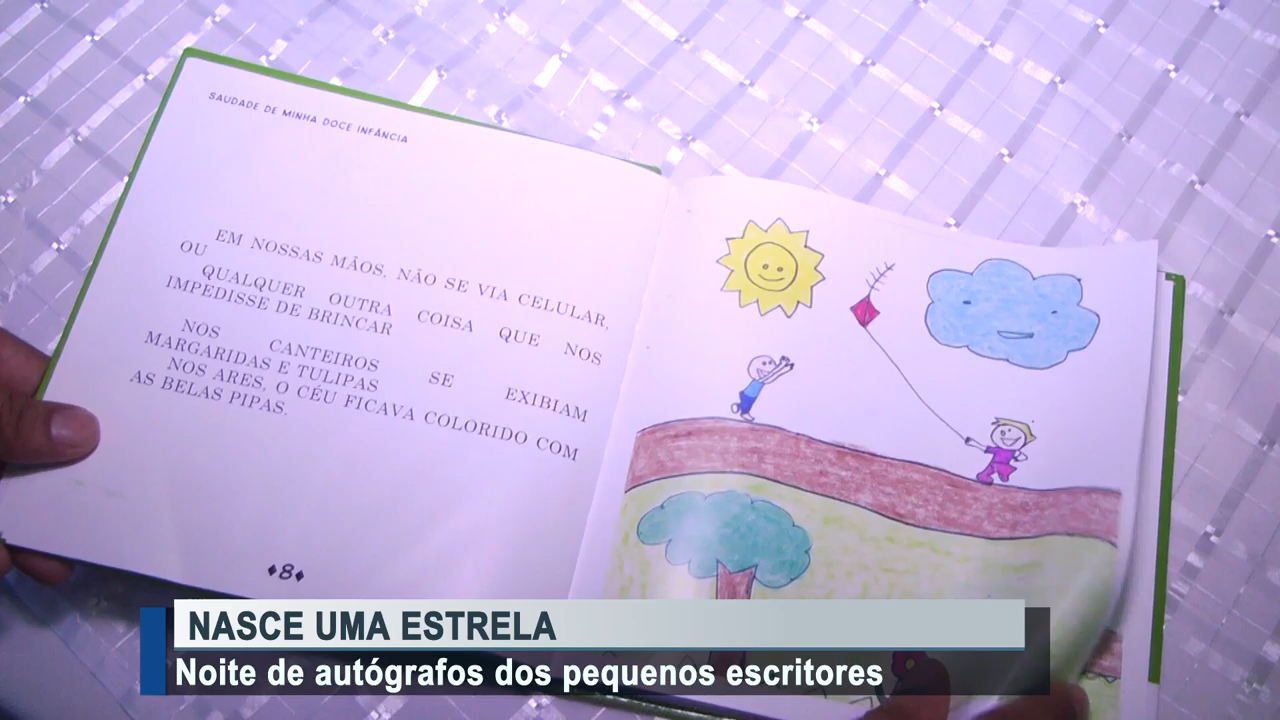 SAUDADE DE MINHA DOCE INFÂNCIA
EM NOSSAS MÃOS, NÃO SE VIA CELULAR,
OU
QUALQUER OUTRA COISA QUE NOS
IMPEDISSE DE BRINCAR
NOS CANTEIROS SE EXIBIAM
MARGARIDAS E TULIPAS
NOS ARES, O CÉU FICAVA COLORIDO COM
AS BELAS PIPAS.
8
NASCE UMA ESTRELA
Noite de autógrafos dos pequenos escritores